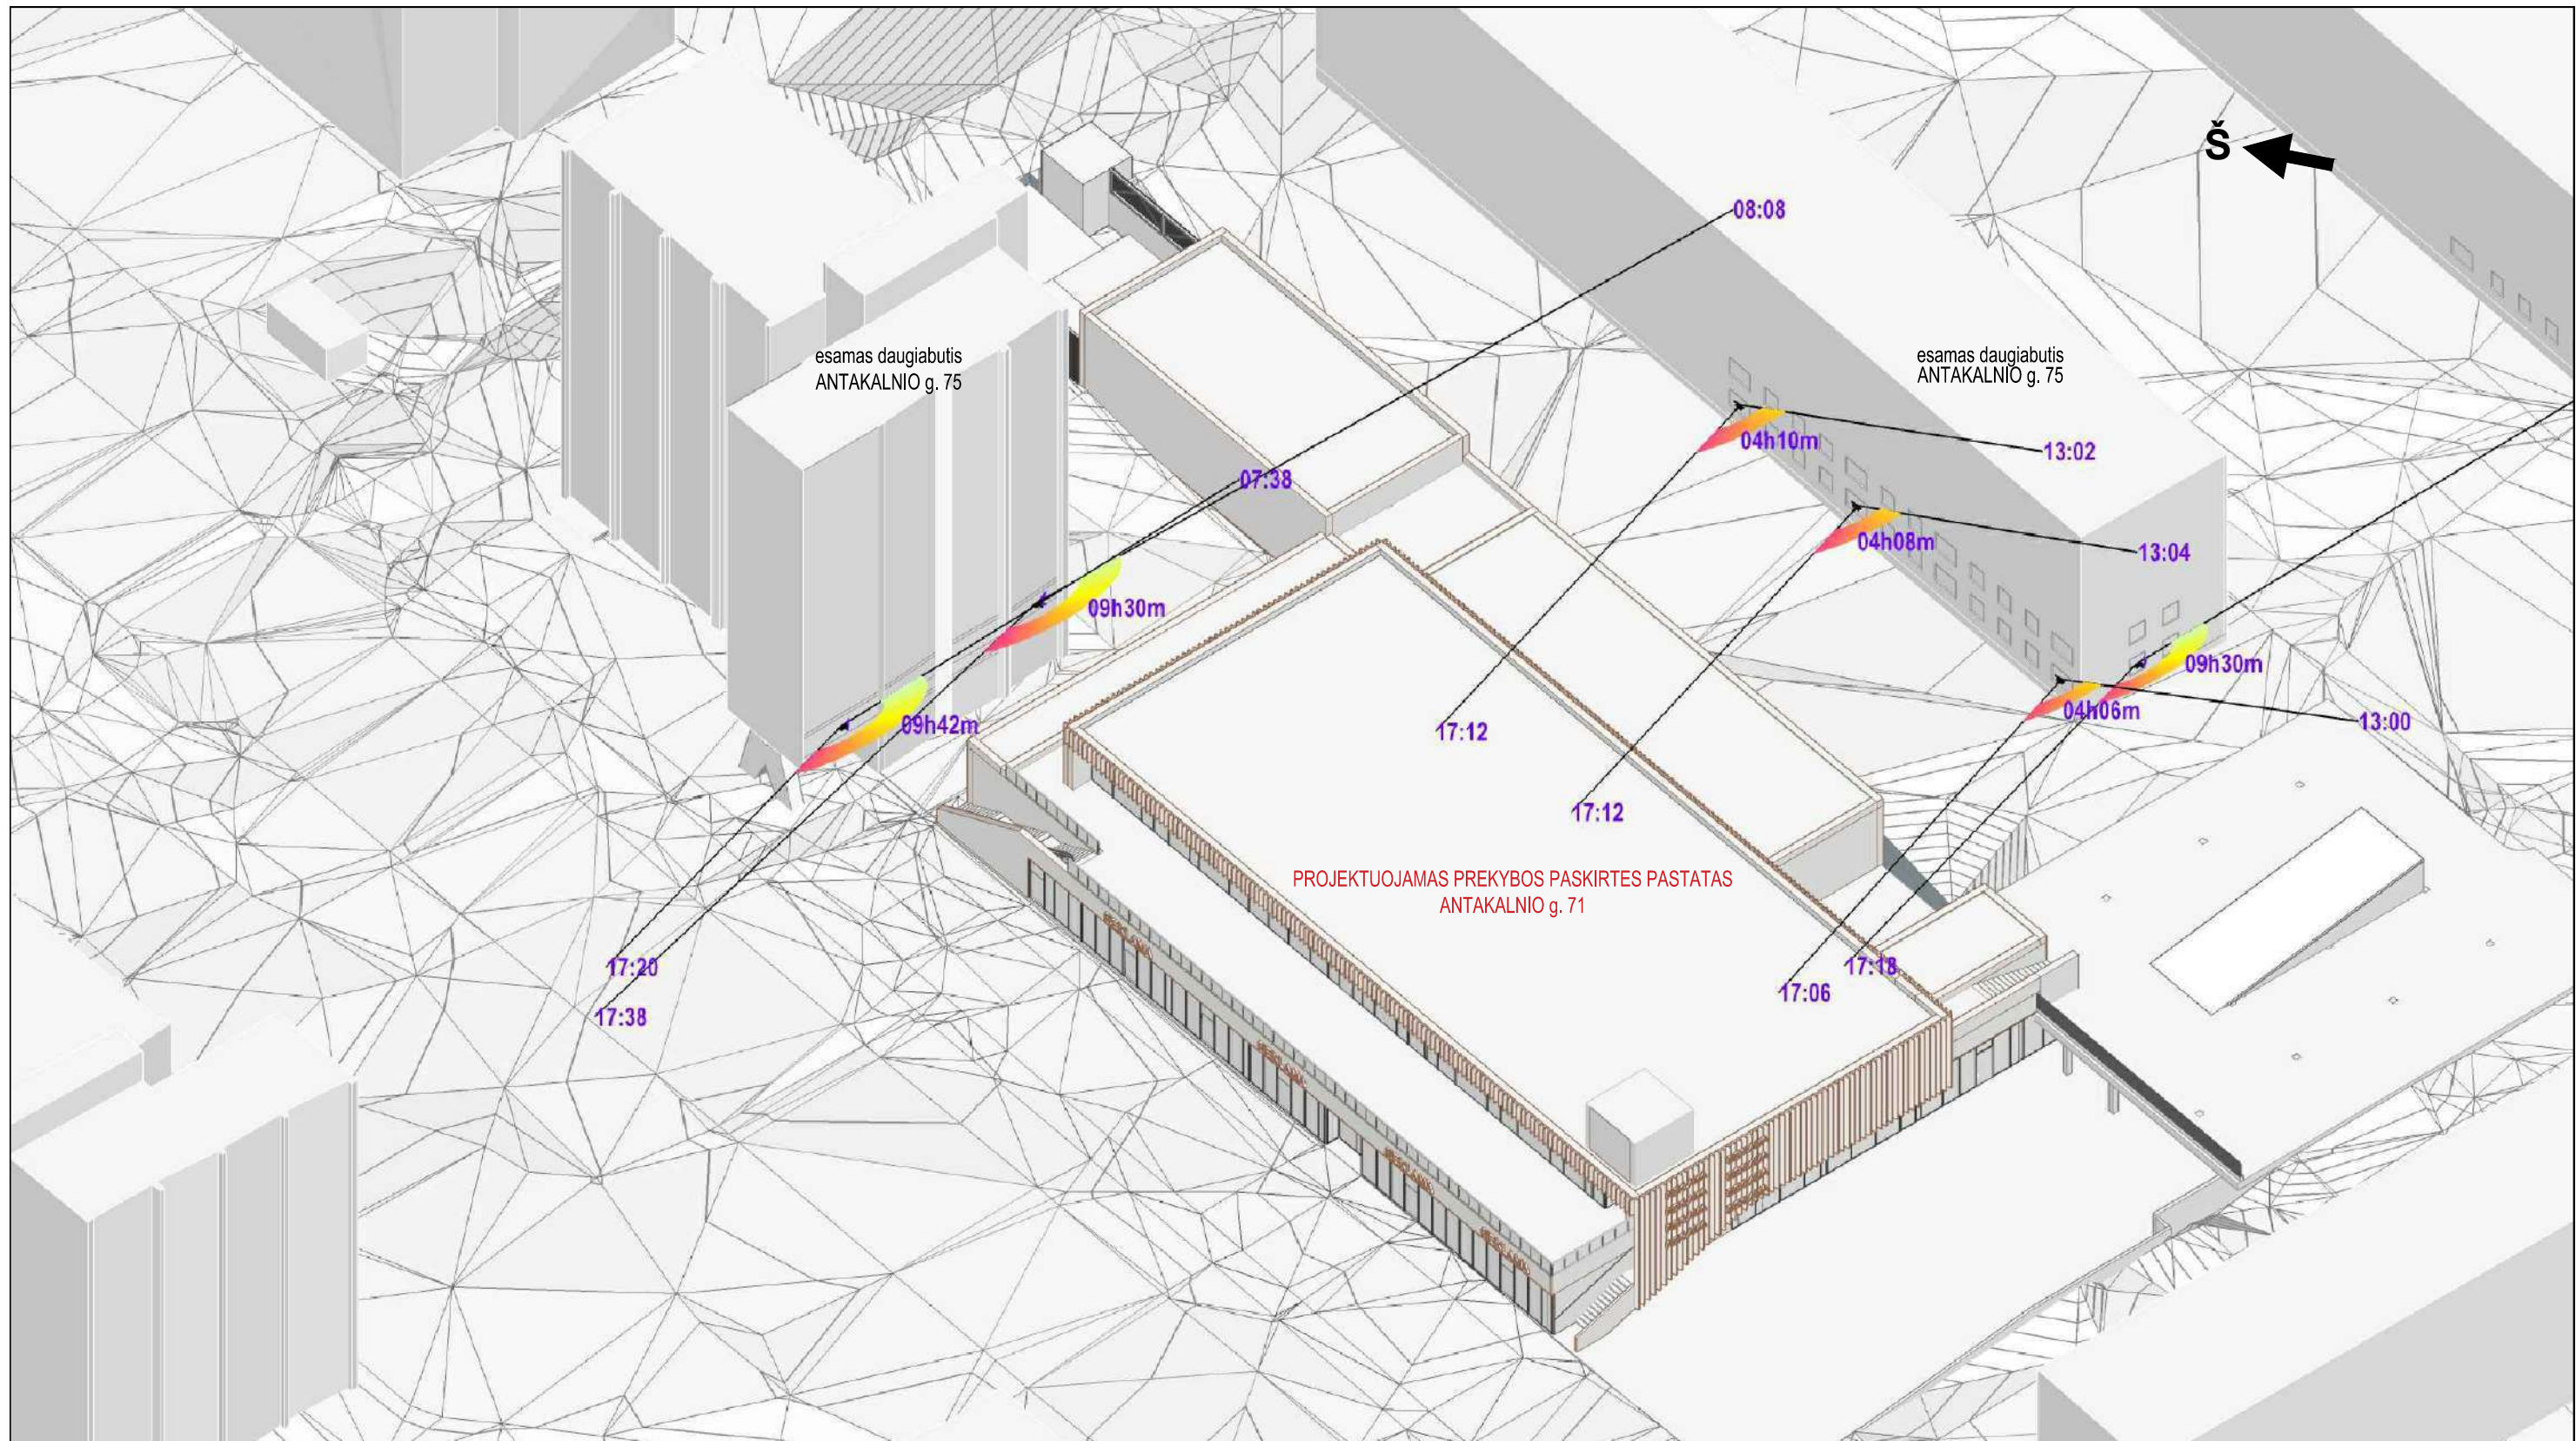 Š
08:08
esamas daugiabutis
ANTAKALNIO g. 75
esamas daugiabutis
ANTAKALNIO g. 75
04h10m
13:02
07:38
04h08m
13:04
09h30m
09h30m
04h06m
13:00
09h42m
17:12
17:12
PROJEKTUOJAMAS PREKYBOS PASKIRTES PASTATAS
ANTAKALNIO g. 71
17:20
17:18
17:06
17:38